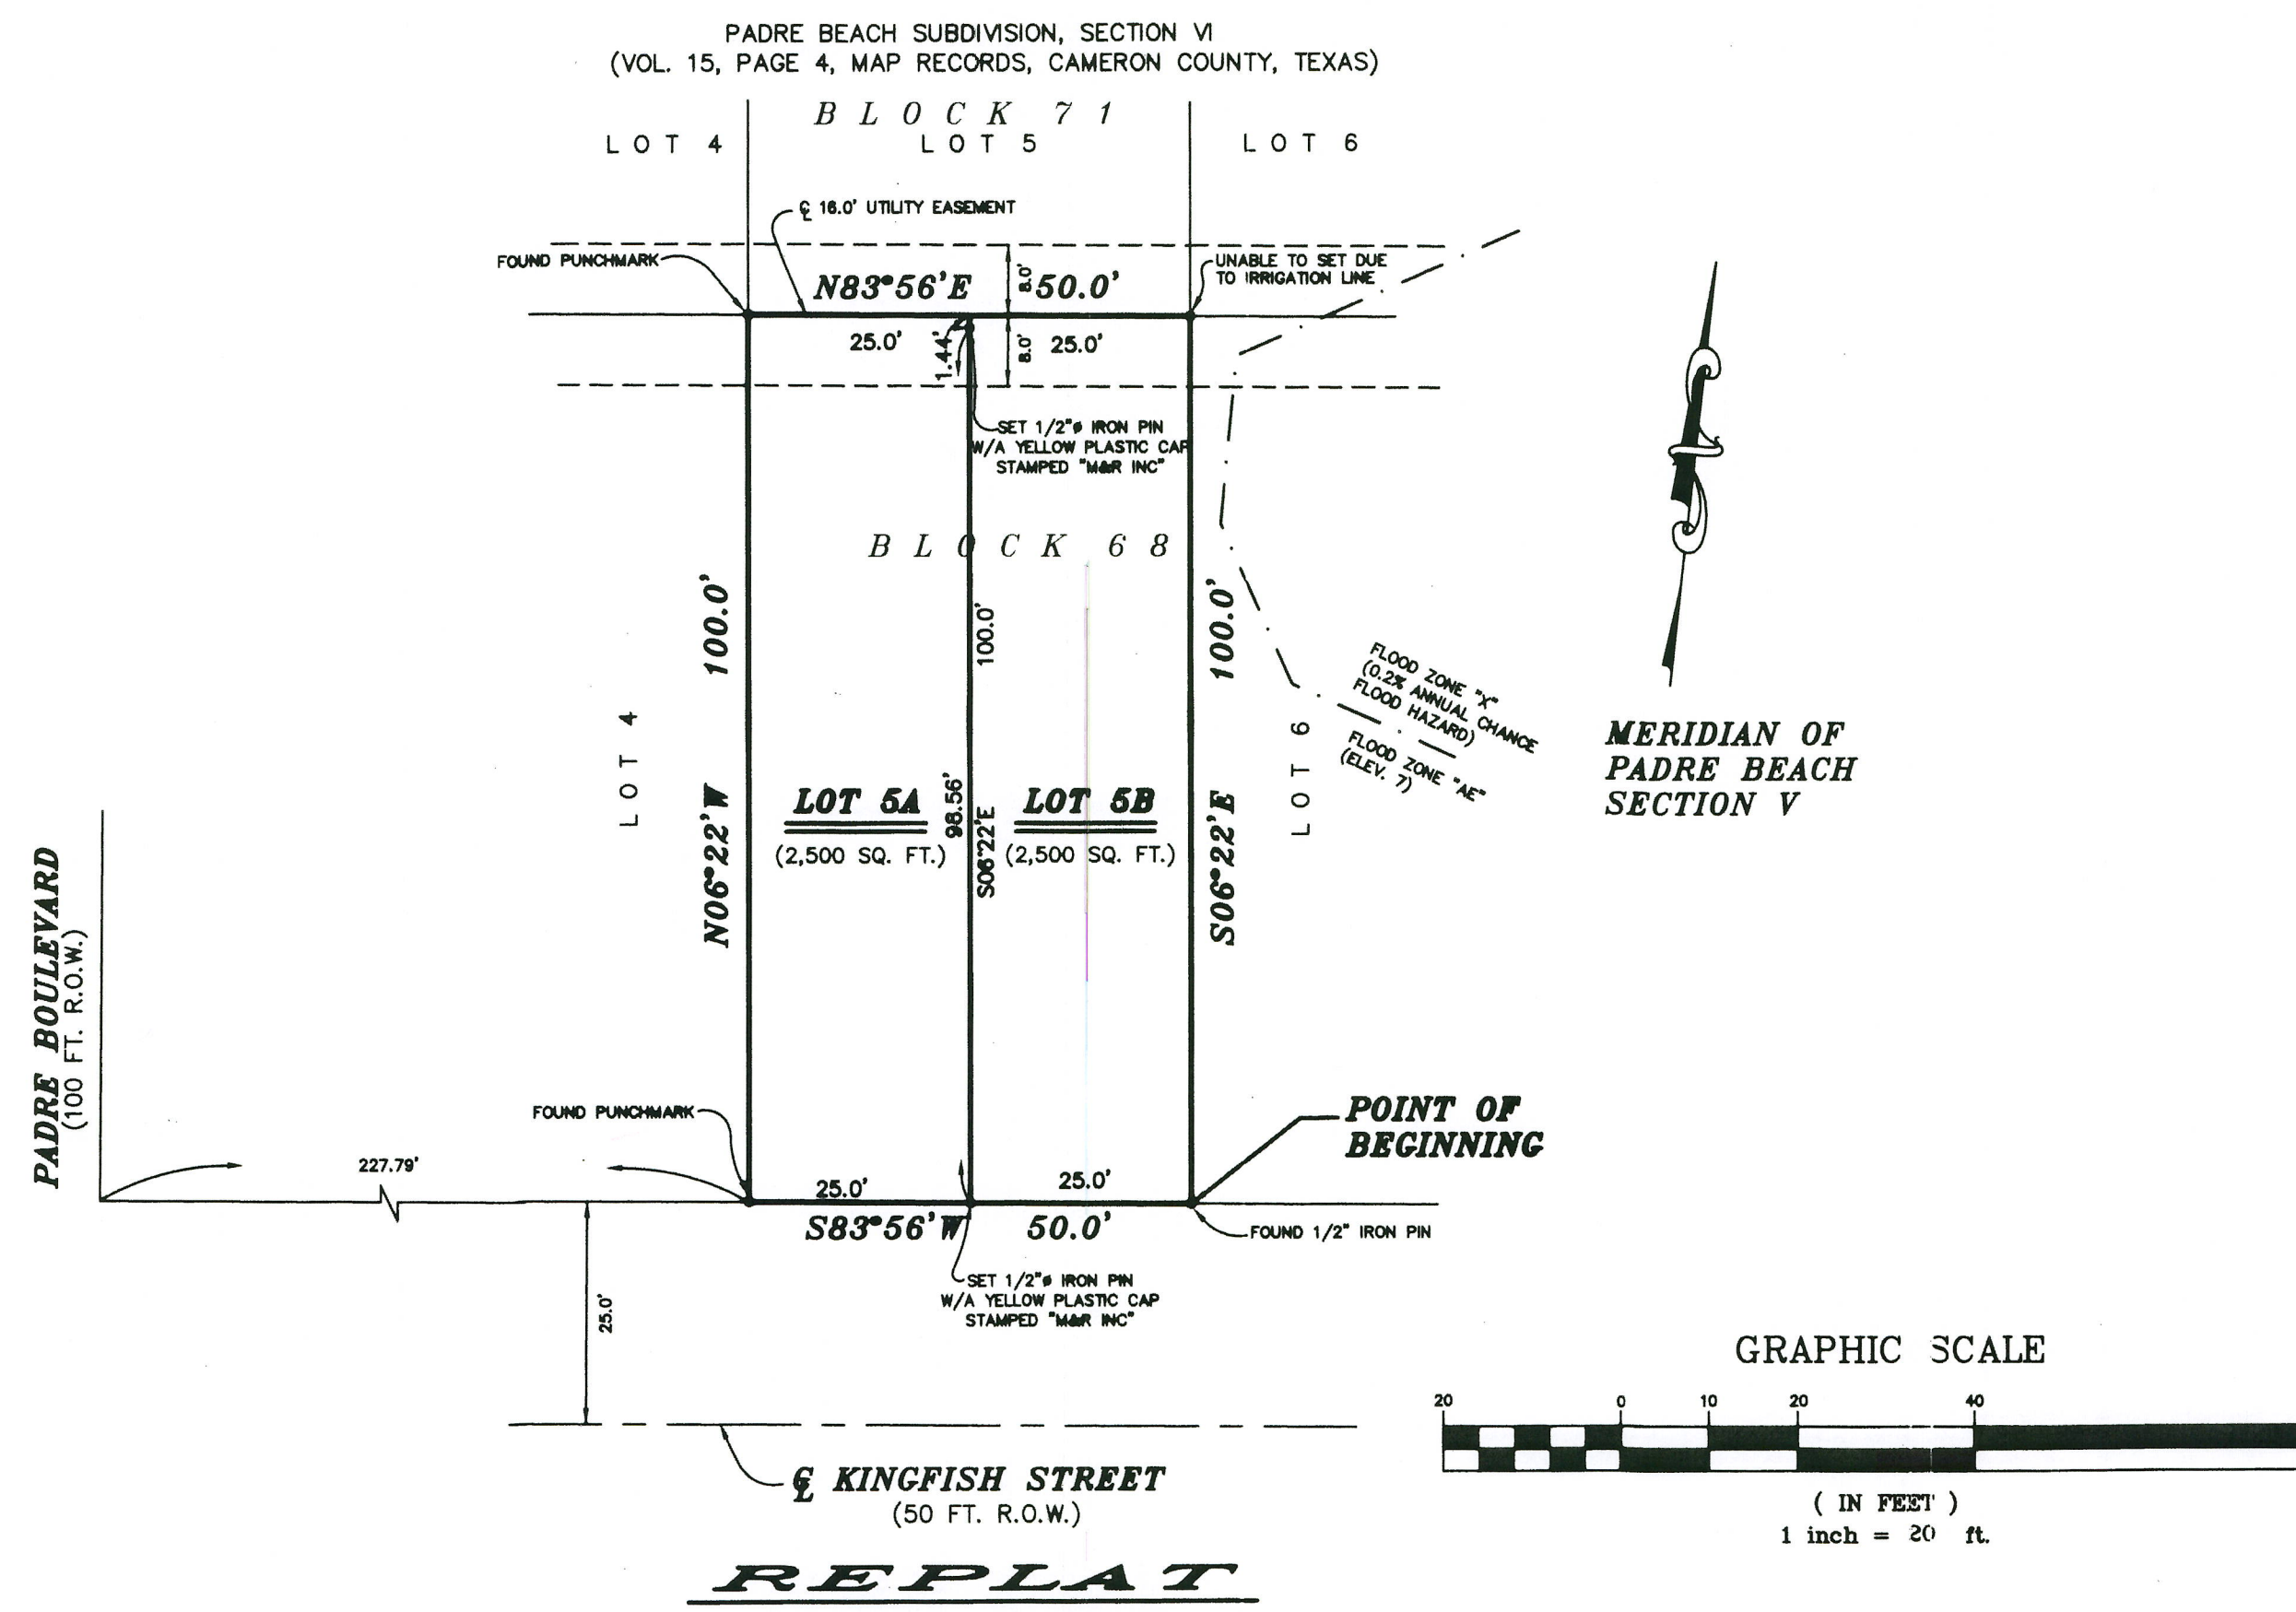 PADRE BEACH SUBDIVISION, SECTION VI
(VOL. 15, PAGE 4, MAP RECORDS, CAMERON COUNTY, TEXAS)
BLOCK 71
LOT 4
LOT 5
LOT 6
℄ 16.0' UTILITY EASEMENT
FOUND PUNCHMARK
UNABLE TO SET DUE
TO IRRIGATION LINE
N83°56'E 50.0'
8.0'
25.0'
1.44'
8.0'
25.0'
SET 1/2"ø IRON PIN
W/A YELLOW PLASTIC CAP
STAMPED "M&R INC"
BLOCK 68
N06°22'W 100.0'
S06°22'E 100.0'
98.56'
S06°22'E 100.0'
LOT 4
LOT 6
FLOOD ZONE "X"
(0.2% ANNUAL CHANCE
FLOOD HAZARD)
FLOOD ZONE "AE"
(ELEV. 7)
MERIDIAN OF
PADRE BEACH
SECTION V
LOT 5A
(2,500 SQ. FT.)
LOT 5B
(2,500 SQ. FT.)
PADRE BOULEVARD
(100 FT. R.O.W.)
FOUND PUNCHMARK
POINT OF
BEGINNING
227.79'
25.0'
25.0'
S83°56'W 50.0'
FOUND 1/2" IRON PIN
SET 1/2"ø IRON PIN
W/A YELLOW PLASTIC CAP
STAMPED "M&R INC"
25.0'
℄ KINGFISH STREET
(50 FT. R.O.W.)
GRAPHIC SCALE
20 0 10 20 40
( IN FEET )
1 inch = 20 ft.
REPLAT